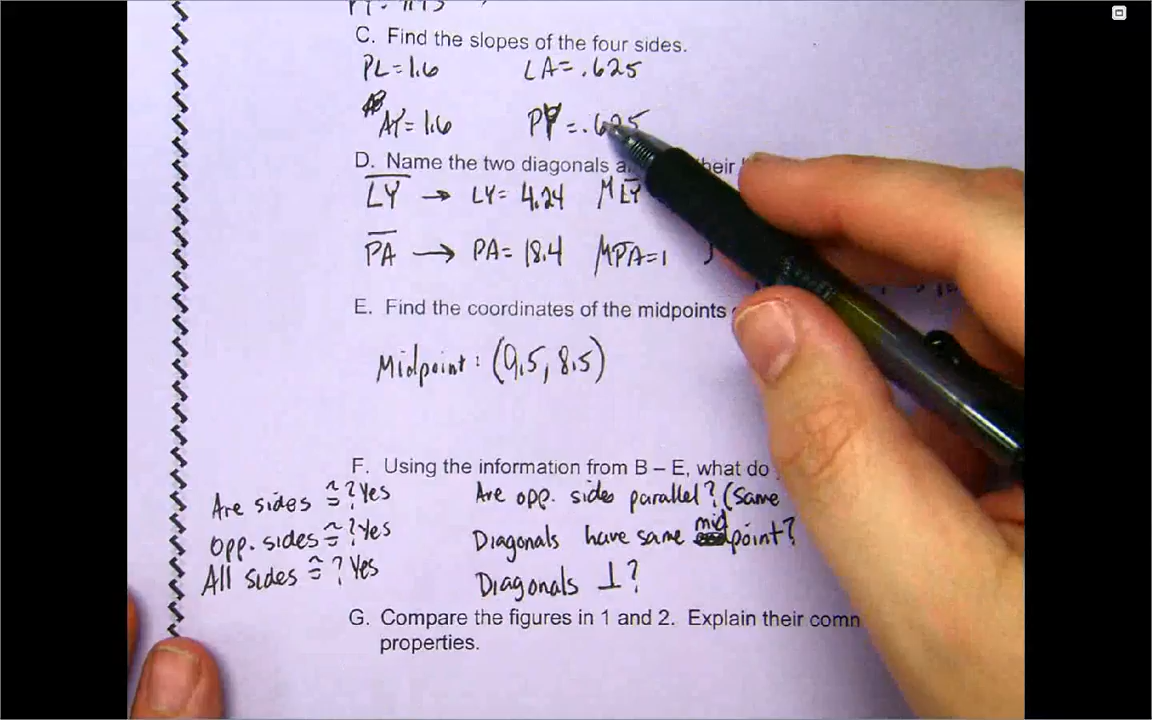 C. Find the slopes of the four sides.
PL = 1.6 LA = .625
AY = 1.6 PY = .625
D. Name the two diagonals
LY → LY = 4.24 MLY
PA → PA = 18.4 MPA = 1
E. Find the coordinates of the midpoints
Midpoint : (9.5, 8.5)
F. Using the information from B – E, what do
Are sides ≅ ? Yes Are opp. sides parallel? (Same
opp. sides ≅ ? Yes Diagonals have same midpoint?
All sides ≅ ? Yes Diagonals ⊥ ?
G. Compare the figures in 1 and 2. Explain their
properties.